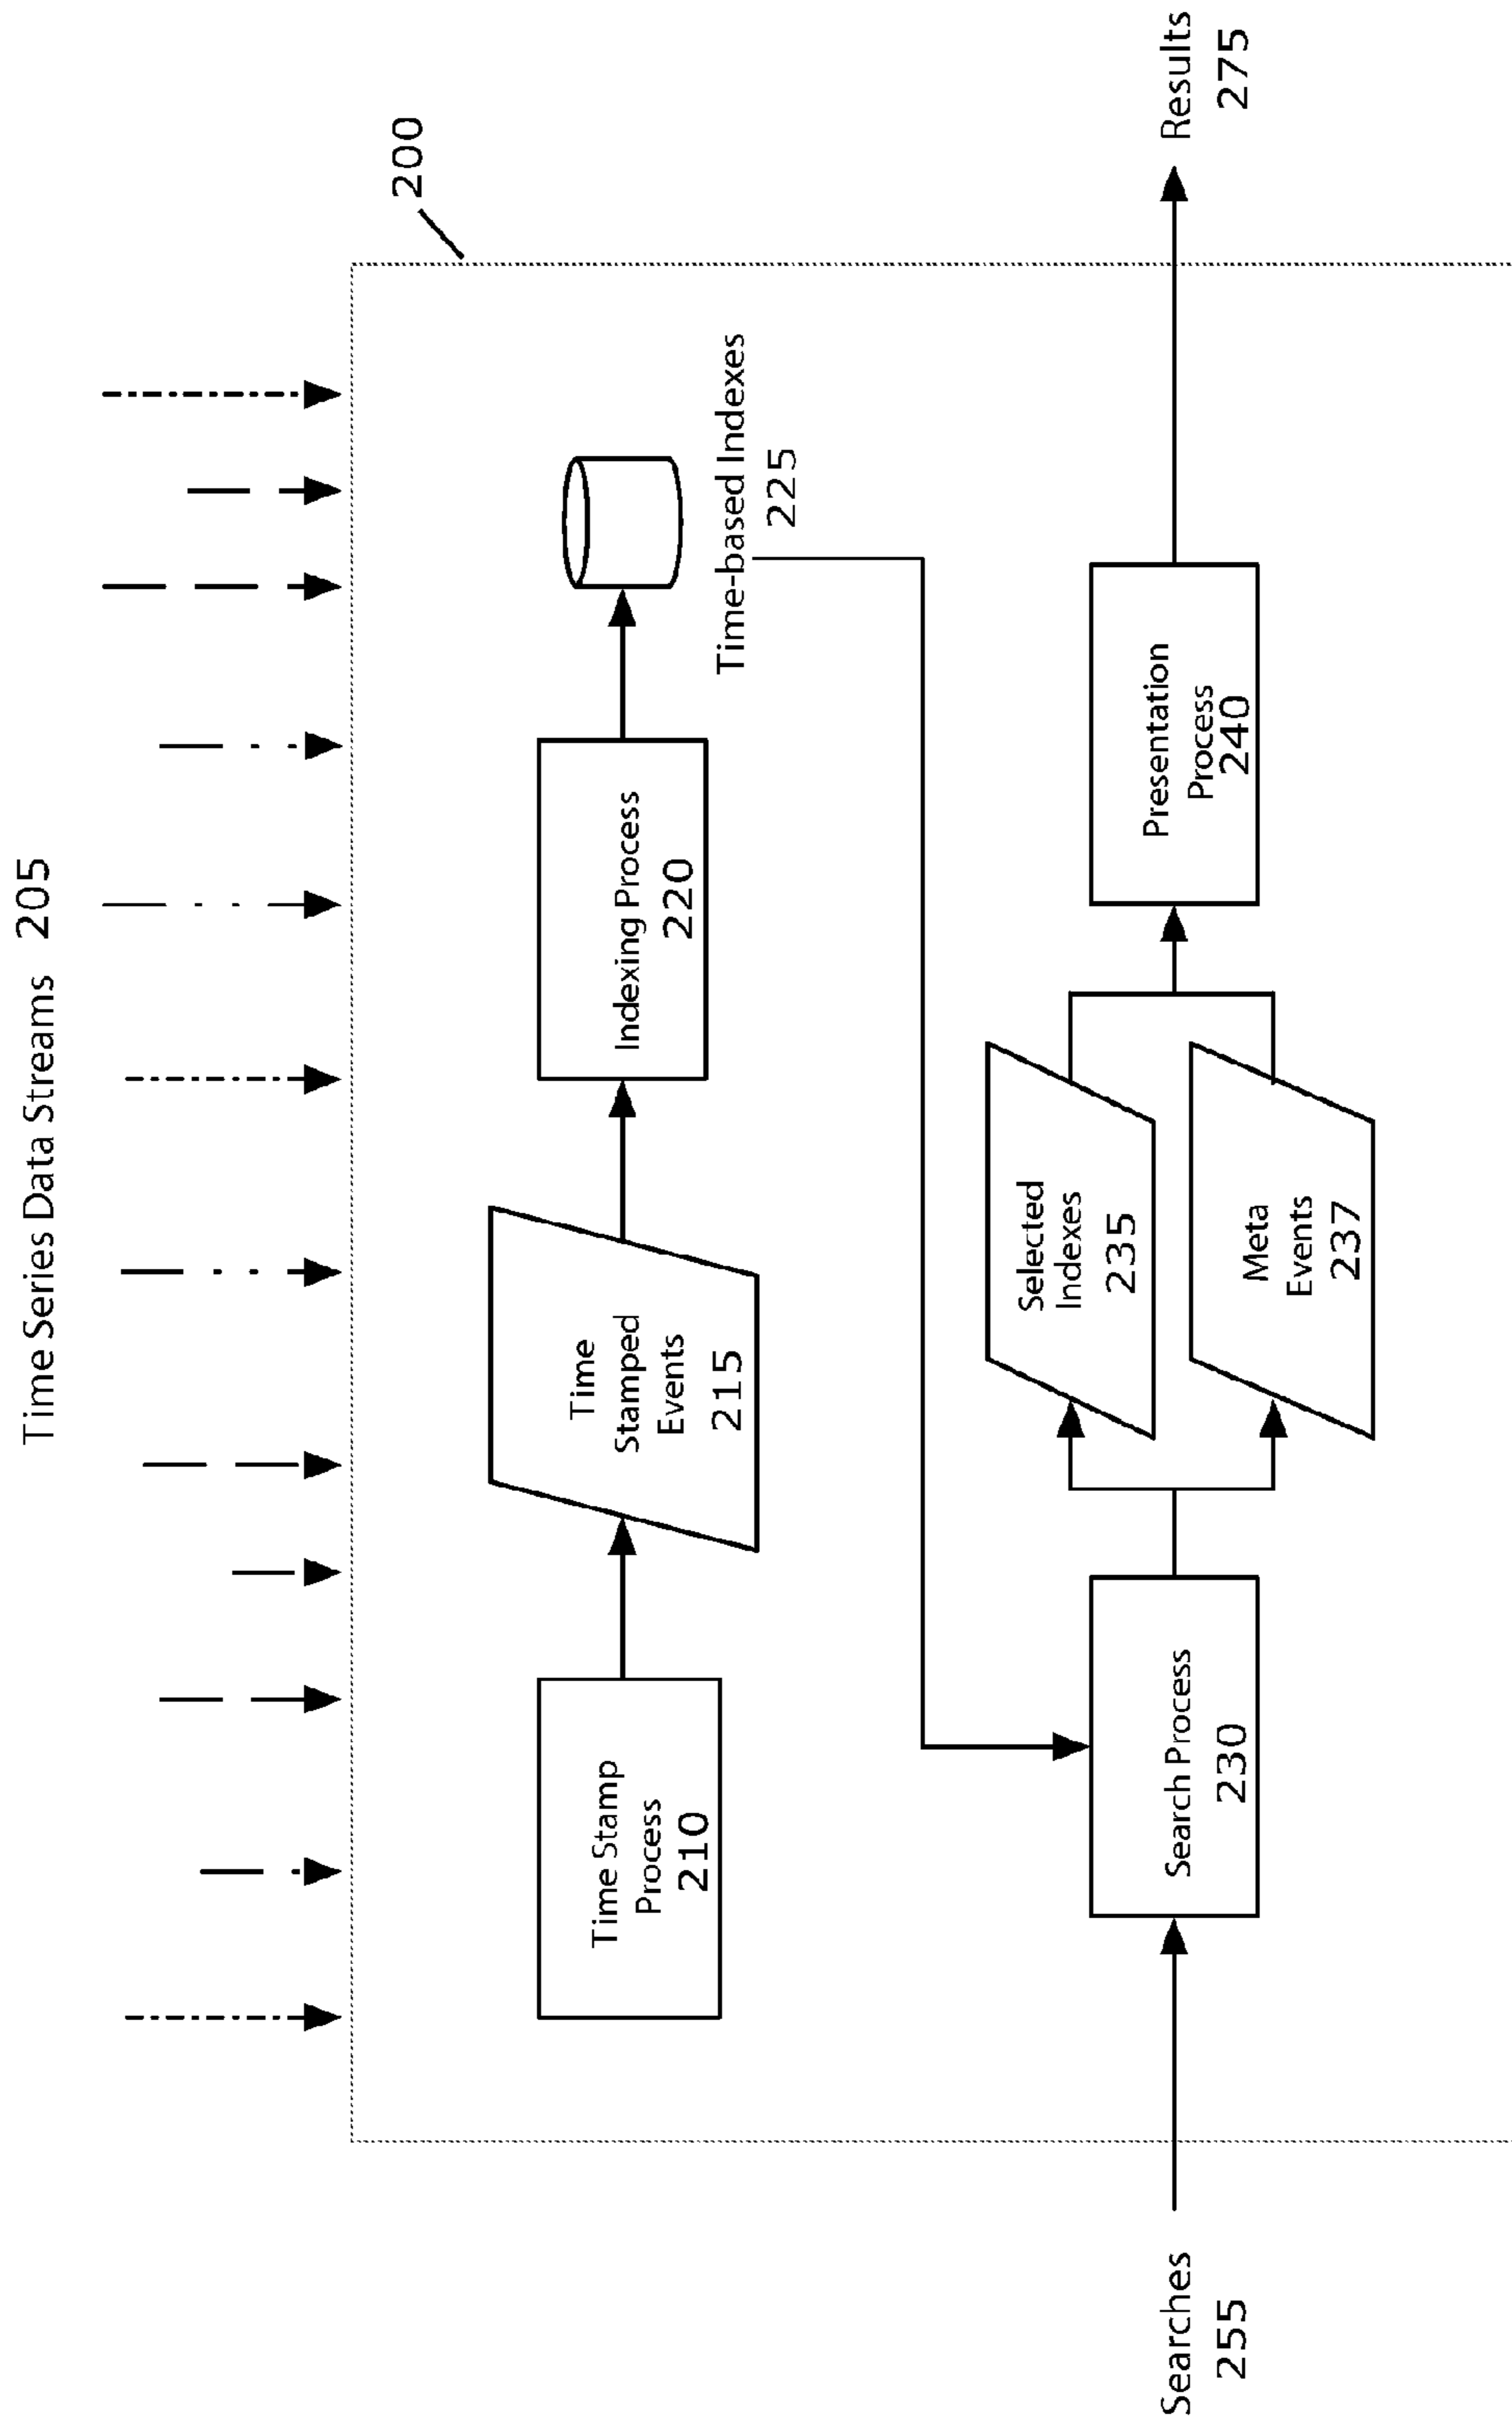 Time Series Data Streams 205
200
Time Stamp
Process
210
Time
Stamped
Events
215
Indexing Process
220
Time-based Indexes
225
Searches
255
Search Process
230
Selected
Indexes
235
Meta
Events
237
Presentation
Process
240
Results
275